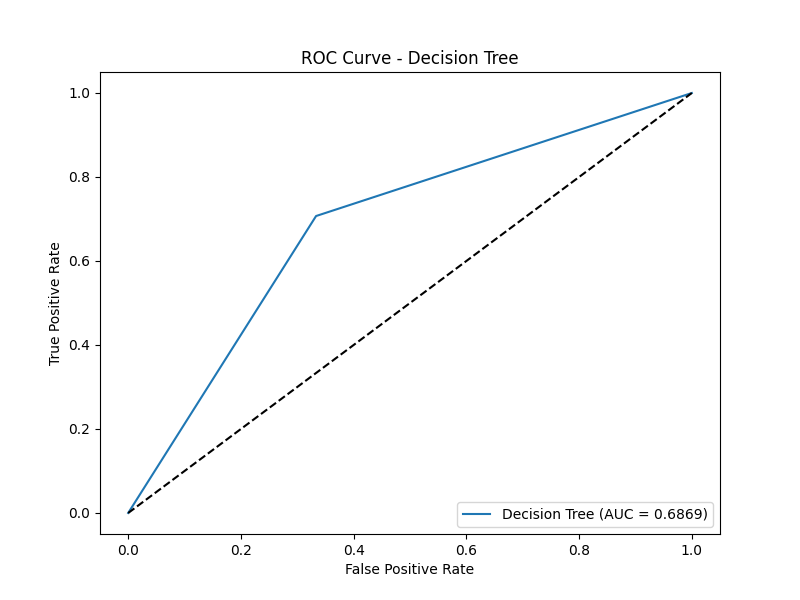 ROC Curve - Decision Tree
1.0
0.8
0.6
0.4
0.2
0.0
True Positive Rate
Decision Tree (AUC = 0.6869)
0.0 0.2 0.4 0.6 0.8 1.0
False Positive Rate